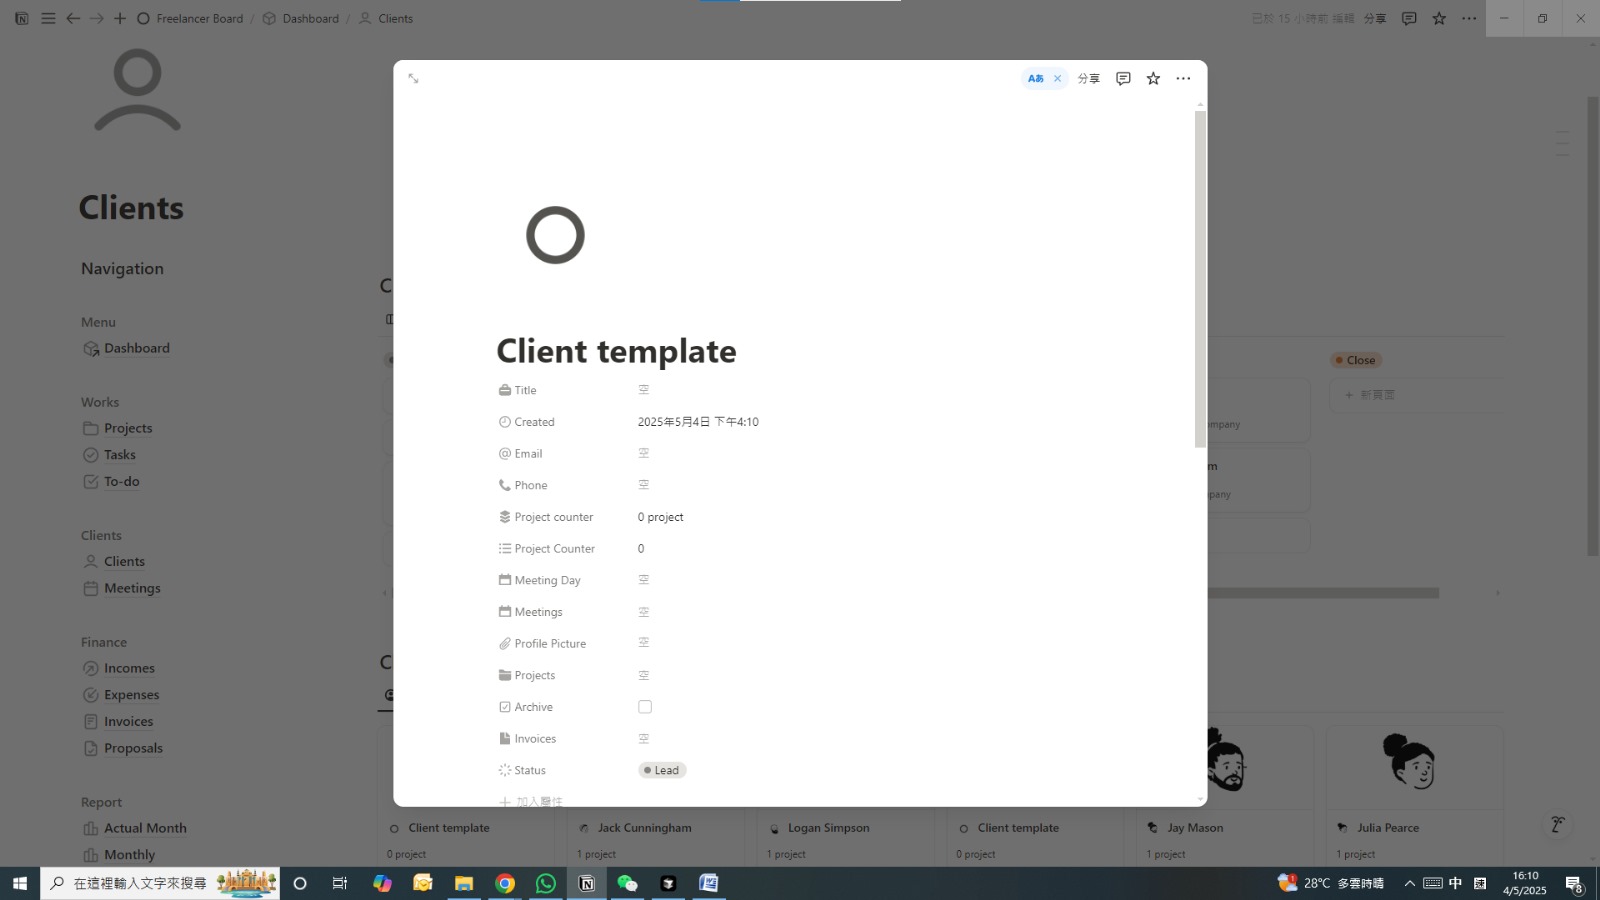 Freelancer Board / Dashboard / Clients
已於 15 小時前 編輯 分享
Clients
Navigation
Menu
Dashboard
Works
Projects
Tasks
To-do
Clients
Clients
Meetings
Finance
Incomes
Expenses
Invoices
Proposals
Report
Actual Month
Monthly
Aあ
分享
Client template
Title 空
Created 2025年5月4日 下午4:10
Email 空
Phone 空
Project counter 0 project
Project Counter 0
Meeting Day 空
Meetings 空
Profile Picture 空
Projects 空
Archive
Invoices 空
Status Lead
加入屬性
C
C
Close
新頁面
Client template
0 project
Jack Cunningham
1 project
Logan Simpson
1 project
Client template
0 project
Jay Mason
1 project
Julia Pearce
1 project
在這裡輸入文字來搜尋
1
28°C 多雲時晴
中
16:10
4/5/2025
8